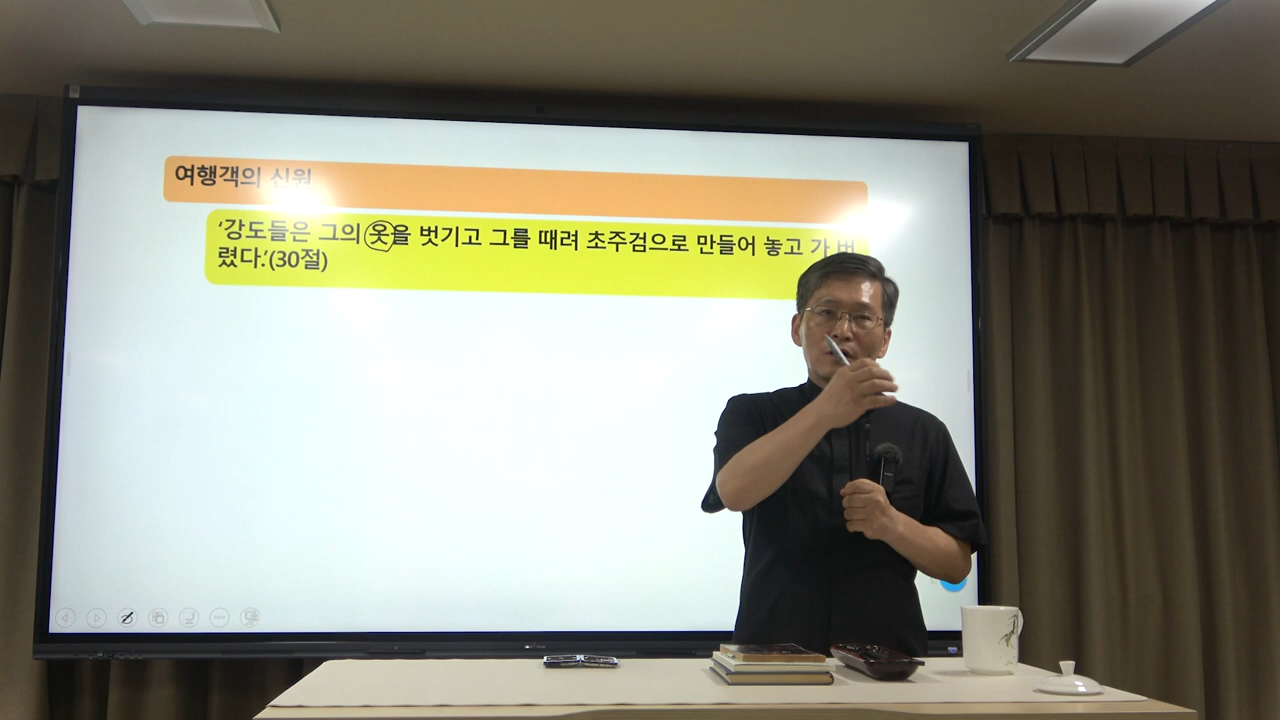 여행객의 신원
‘강도들은 그의 옷을 벗기고 그를 때려 초주검으로 만들어 놓고 가 버
렸다.’(30절)